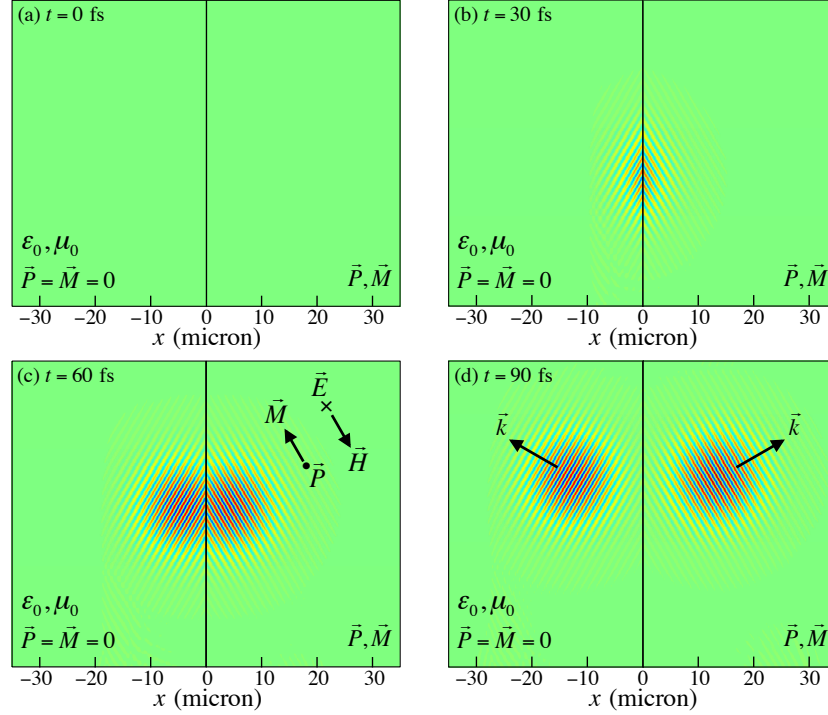 (a) t = 0 fs
ε₀, μ₀
P⃗ = M⃗ = 0
P⃗, M⃗
−30 −20 −10 0 10 20 30
x (micron)
(b) t = 30 fs
ε₀, μ₀
P⃗ = M⃗ = 0
P⃗, M⃗
−30 −20 −10 0 10 20 30
x (micron)
(c) t = 60 fs
E⃗
M⃗
H⃗
P⃗
ε₀, μ₀
P⃗ = M⃗ = 0
P⃗, M⃗
−30 −20 −10 0 10 20 30
x (micron)
(d) t = 90 fs
k⃗ k⃗
ε₀, μ₀
P⃗ = M⃗ = 0
P⃗, M⃗
−30 −20 −10 0 10 20 30
x (micron)